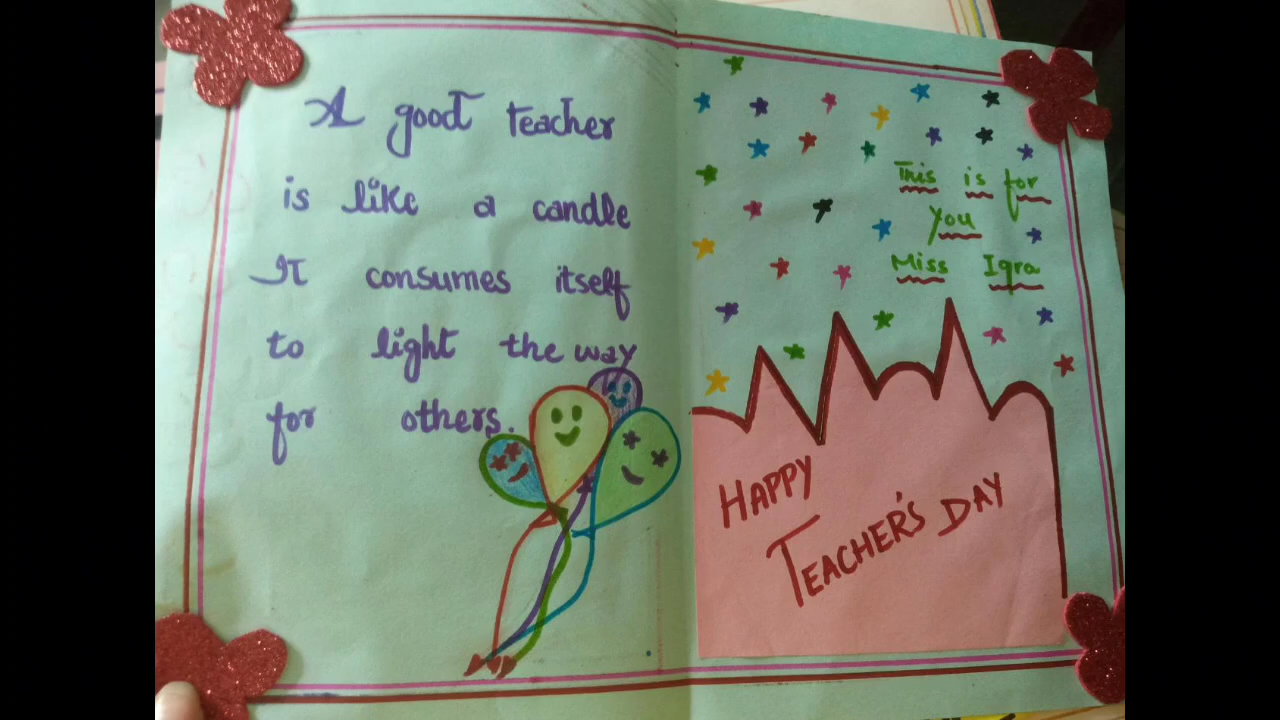 A good teacher
is like a candle
It consumes itself
to light the way
for others.
This is for
you
Miss Iqra
HAPPY
TEACHER'S DAY